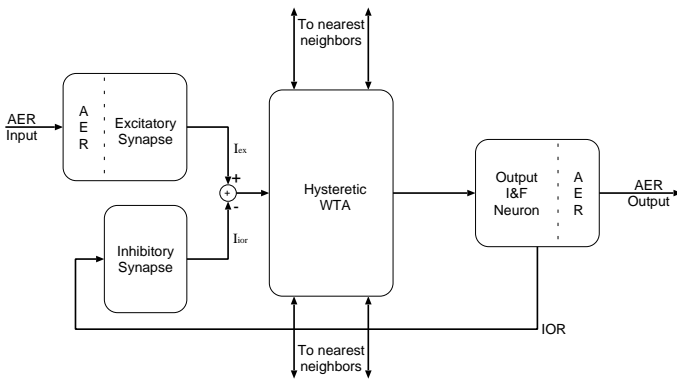 To nearest
neighbors
AER
Input
A
E
R
Excitatory
Synapse
Iex
+
+
-
Iior
Inhibitory
Synapse
Hysteretic
WTA
Output
I&F
Neuron
A
E
R
AER
Output
IOR
To nearest
neighbors